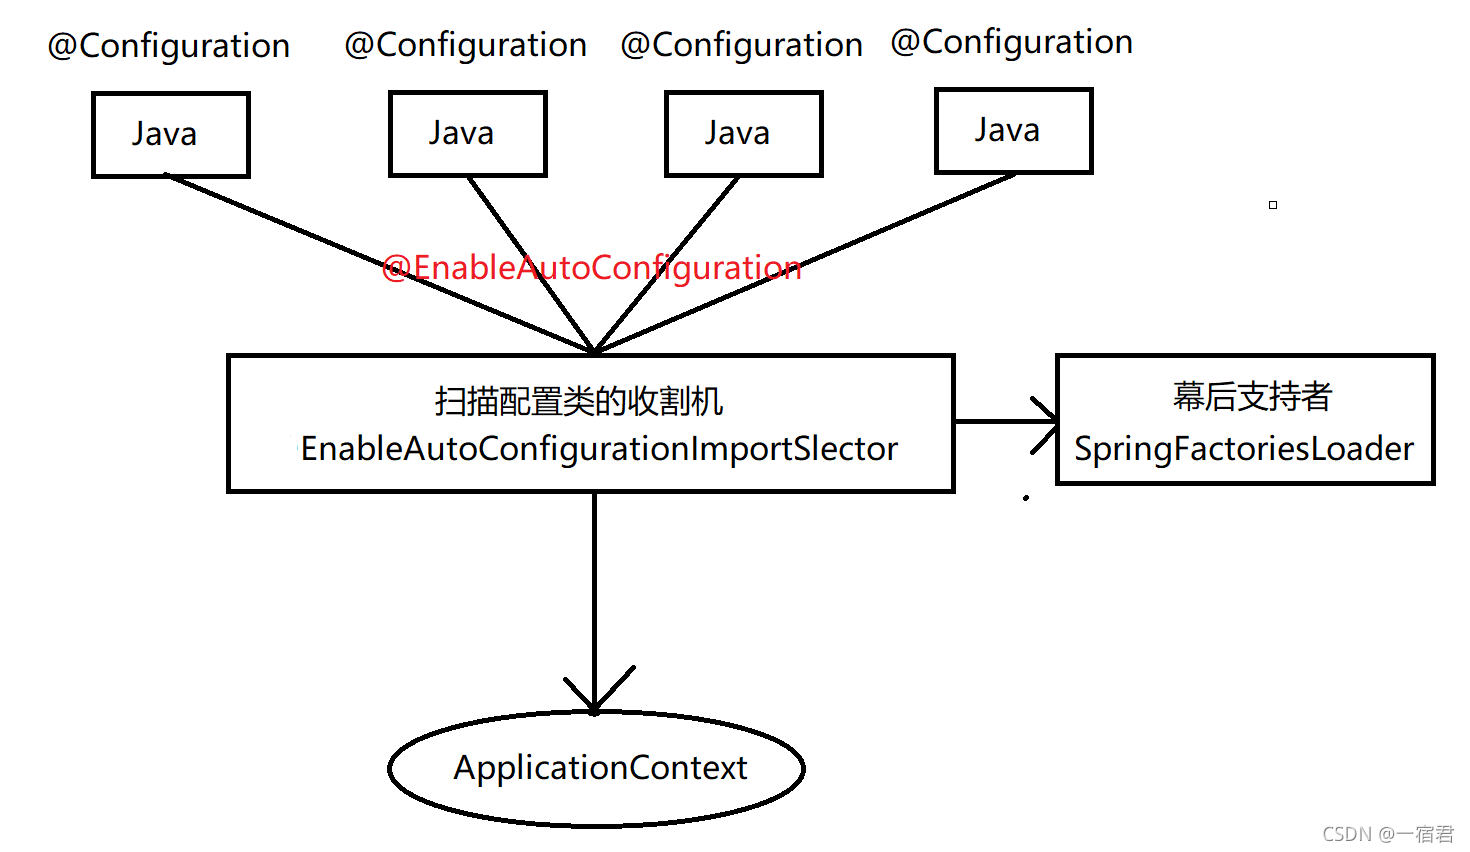 @Configuration @Configuration @Configuration @Configuration
Java Java Java Java
@EnableAutoConfiguration
扫描配置类的收割机
EnableAutoConfigurationImportSlector
幕后支持者
SpringFactoriesLoader
ApplicationContext
CSDN @一宿君